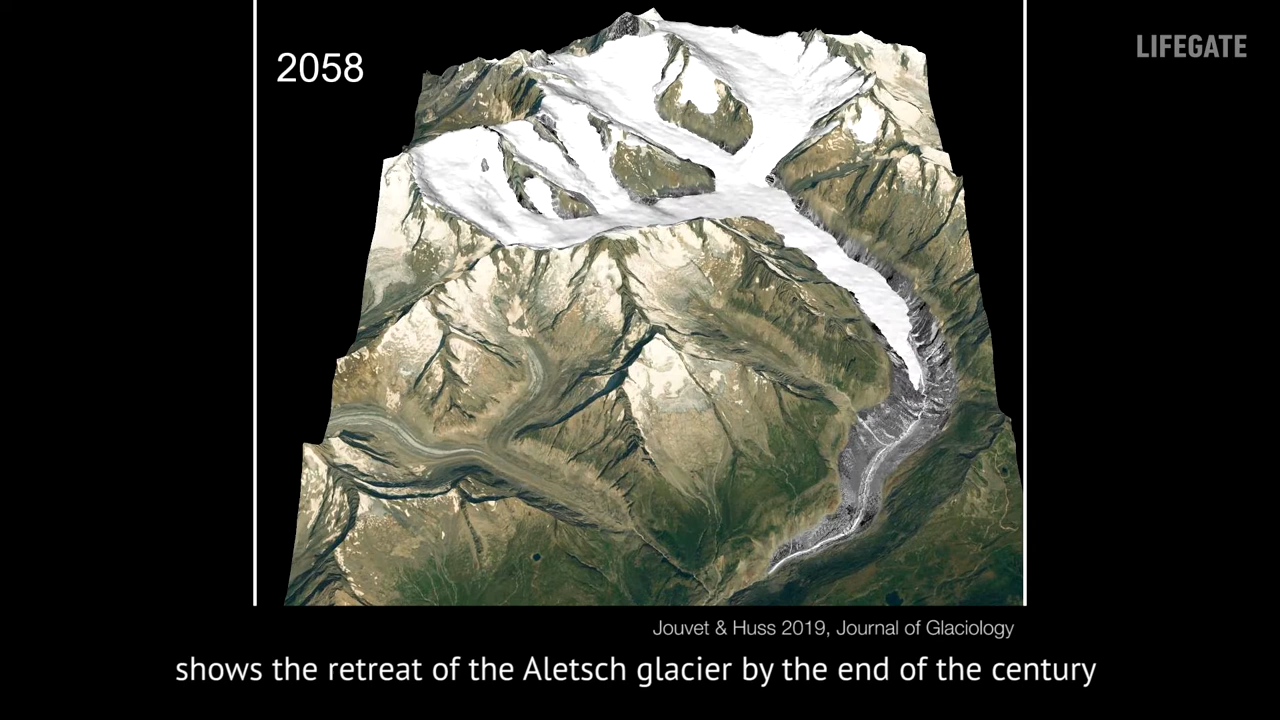 2058
LIFEGATE
Jouvet & Huss 2019, Journal of Glaciology
shows the retreat of the Aletsch glacier by the end of the century